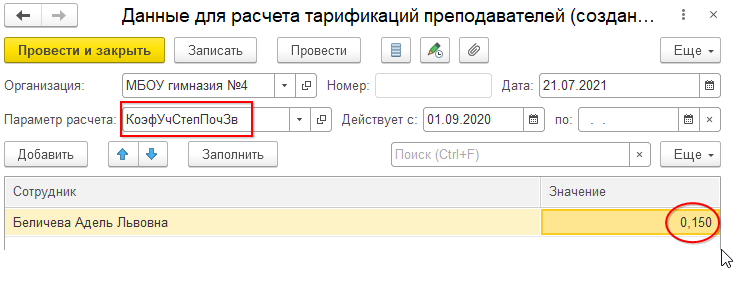 Данные для расчета тарификаций преподавателей (создан...
Провести и закрыть Записать Провести Еще
Организация: МБОУ гимназия №4 Номер: Дата: 21.07.2021
Параметр расчета: КоэфУчСтепПочЗв Действует с: 01.09.2020 по: . .
Добавить Заполнить Поиск (Ctrl+F) × Еще
Сотрудник Значение
Беличева Адель Львовна 0,150